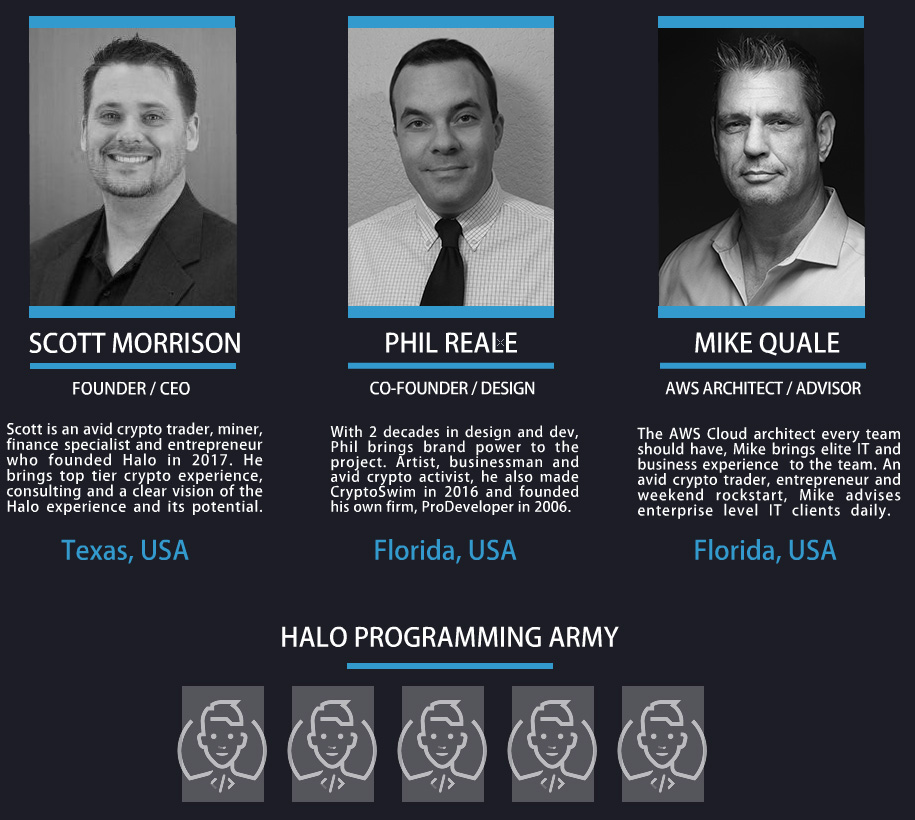 SCOTT MORRISON
FOUNDER / CEO
Scott is an avid crypto trader, miner,
finance specialist and entrepreneur
who founded Halo in 2017. He
brings top tier crypto experience,
consulting and a clear vision of the
Halo experience and its potential.
Texas, USA
PHIL REALE
CO-FOUNDER / DESIGN
With 2 decades in design and dev,
Phil brings brand power to the
project. Artist, businessman and
avid crypto activist, he also made
CryptoSwim in 2016 and founded
his own firm, ProDeveloper in 2006.
Florida, USA
MIKE QUALE
AWS ARCHITECT / ADVISOR
The AWS Cloud architect every team
should have, Mike brings elite IT and
business experience to the team. An
avid crypto trader, entrepreneur and
weekend rockstart, Mike advises
enterprise level IT clients daily.
Florida, USA
HALO PROGRAMMING ARMY